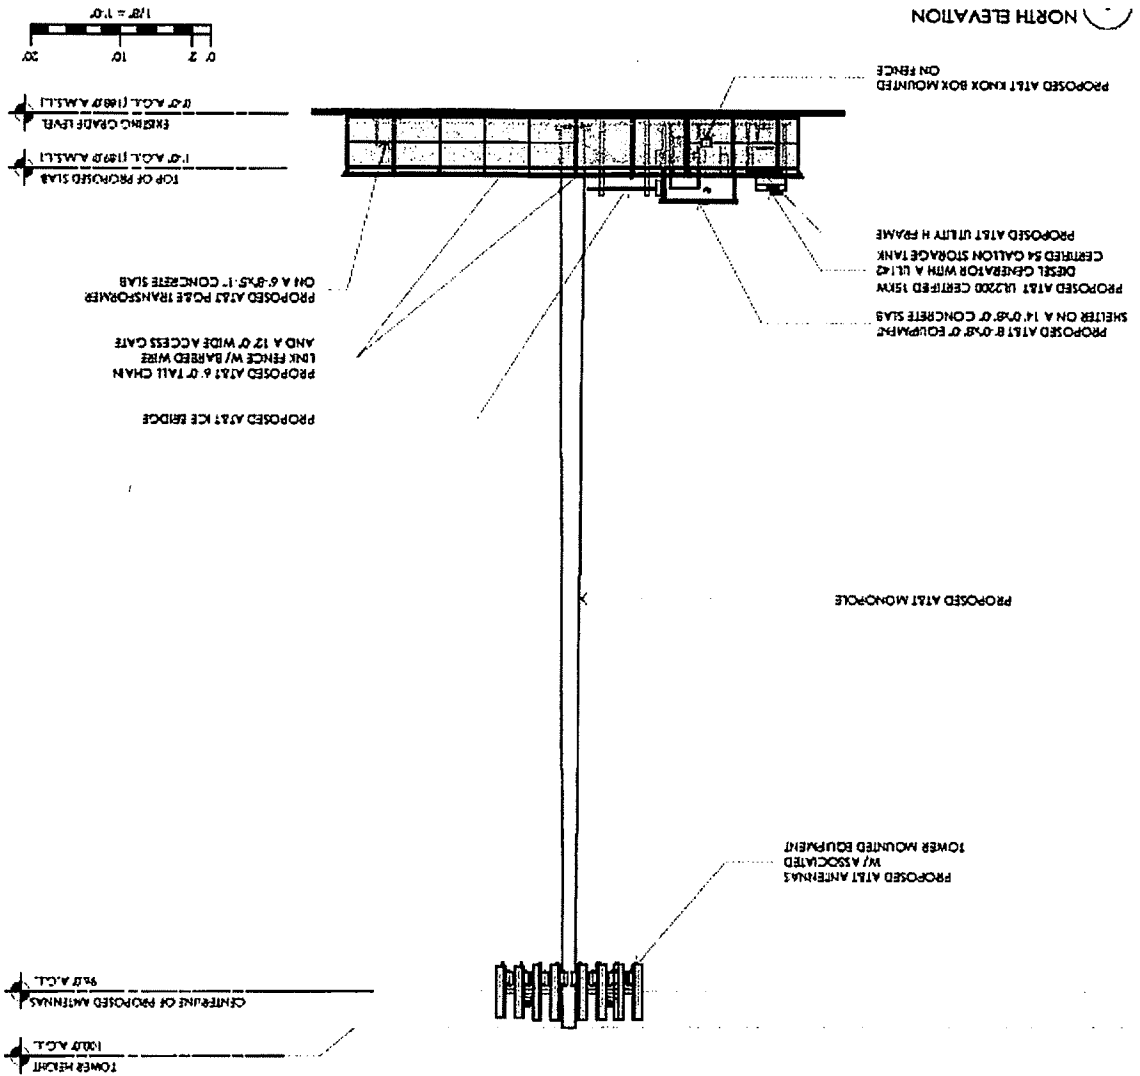 TOWER HEIGHT
100'-0" A.G.L.
CENTERLINE OF PROPOSED ANTENNAS
96'-0" A.G.L.
PROPOSED AT&T ANTENNAS
W/ ASSOCIATED
TOWER MOUNTED EQUIPMENT
PROPOSED AT&T MONOPOLE
PROPOSED AT&T ICE BRIDGE
PROPOSED AT&T 6'-0" TALL CHAIN
LINK FENCE W/ BARBED WIRE
AND A 12'-0" WIDE ACCESS GATE
PROPOSED AT&T PG&E TRANSFORMER
ON A 6'-8"x5'-1" CONCRETE SLAB
PROPOSED AT&T 8'-0"x8'-0" EQUIPMENT
SHELTER ON A 14'-0"x8'-0" CONCRETE SLAB
PROPOSED AT&T UL2200 CERTIFIED 15KW
DIESEL GENERATOR WITH A UL142
CERTIFIED 54 GALLON STORAGE TANK
PROPOSED AT&T UTILITY H FRAME
TOP OF PROPOSED SLAB
1'-0" A.G.L. [189.0' A.M.S.L.]
EXISTING GRADE LEVEL
0'-0" A.G.L. [188.0' A.M.S.L.]
PROPOSED AT&T KNOX BOX MOUNTED
ON FENCE
NORTH ELEVATION
0' 2' 10' 20'
1/8" = 1'-0"